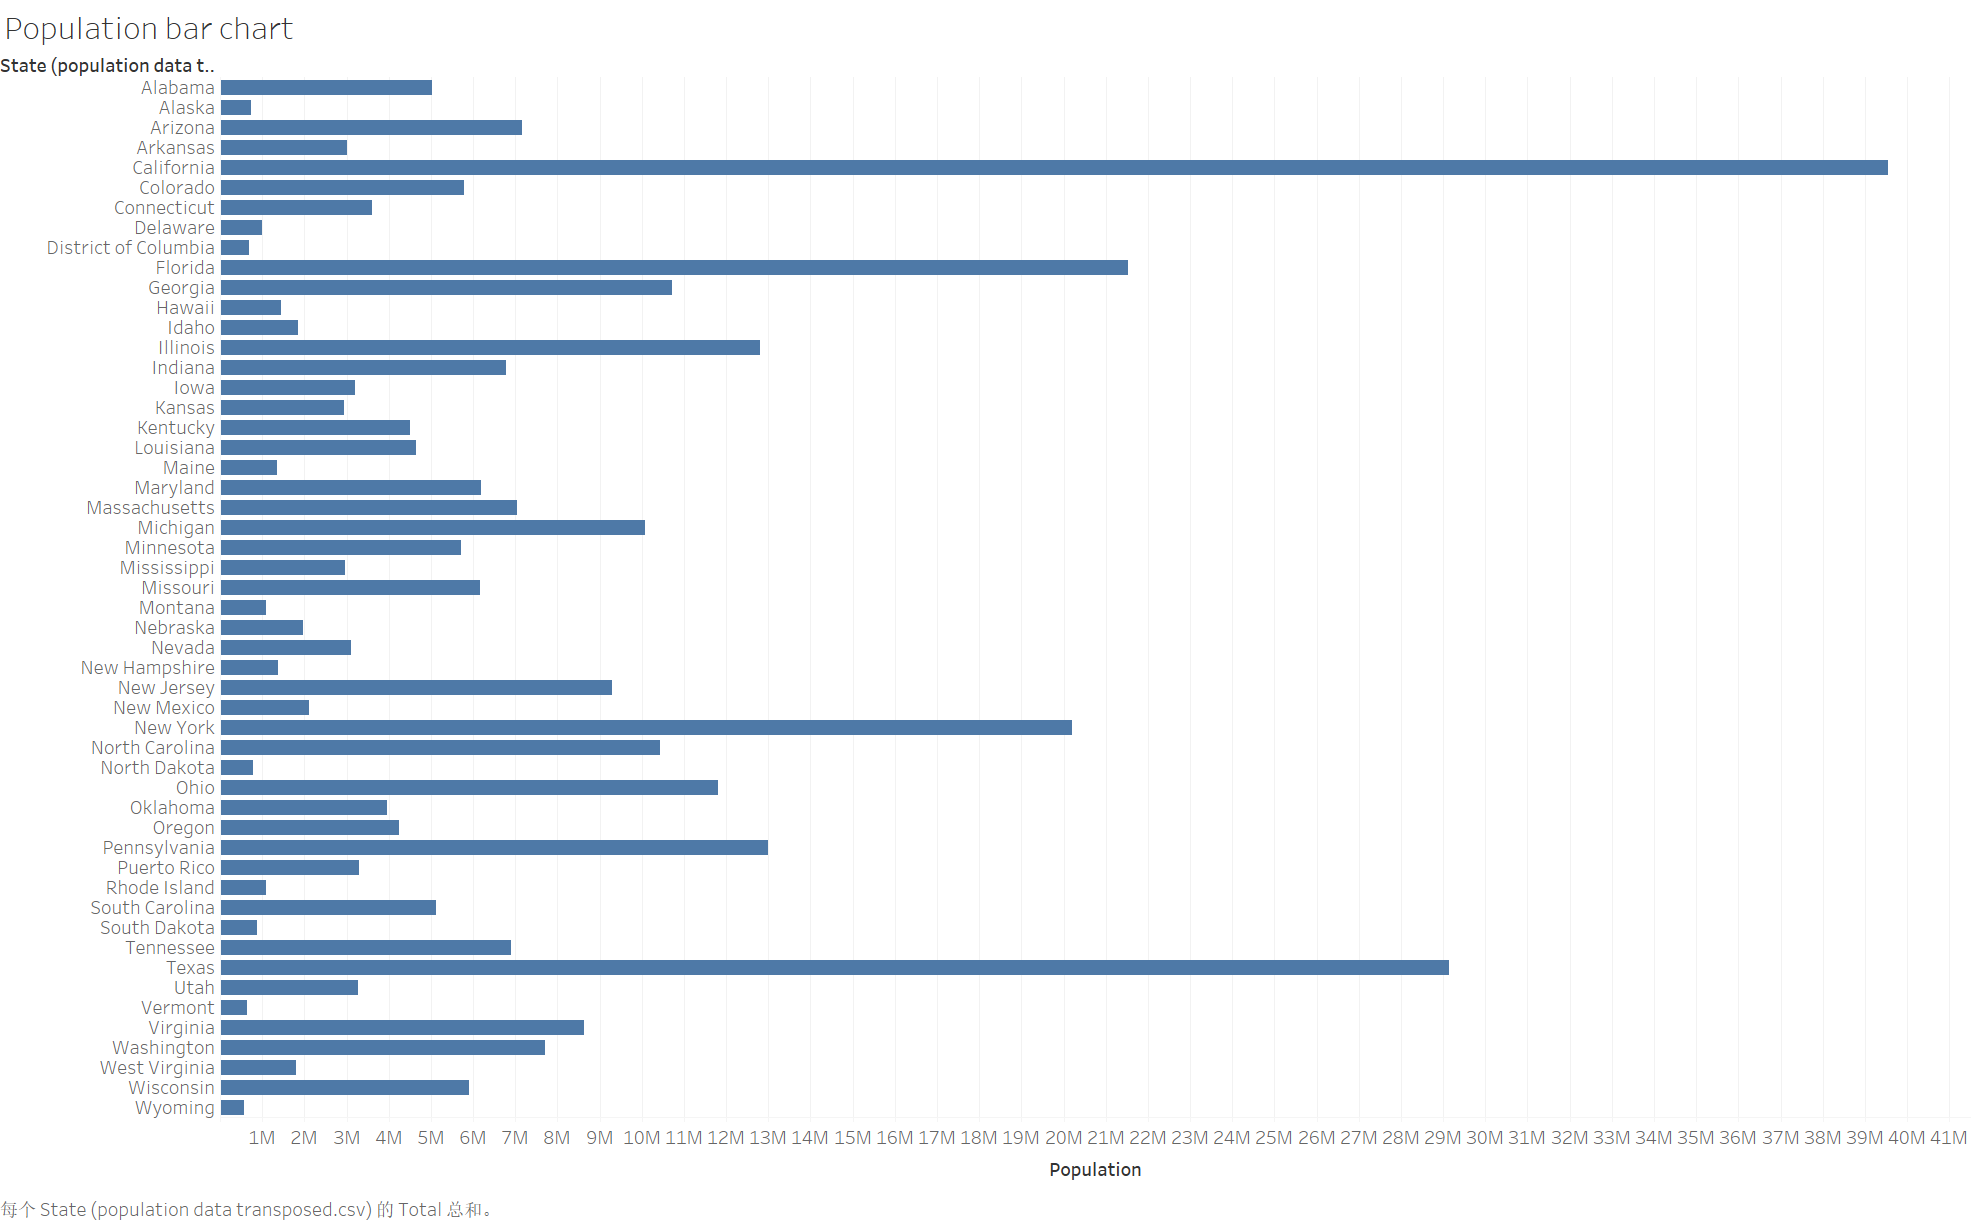 Population bar chart
State (population data t..
Alabama
Alaska
Arizona
Arkansas
California
Colorado
Connecticut
Delaware
District of Columbia
Florida
Georgia
Hawaii
Idaho
Illinois
Indiana
Iowa
Kansas
Kentucky
Louisiana
Maine
Maryland
Massachusetts
Michigan
Minnesota
Mississippi
Missouri
Montana
Nebraska
Nevada
New Hampshire
New Jersey
New Mexico
New York
North Carolina
North Dakota
Ohio
Oklahoma
Oregon
Pennsylvania
Puerto Rico
Rhode Island
South Carolina
South Dakota
Tennessee
Texas
Utah
Vermont
Virginia
Washington
West Virginia
Wisconsin
Wyoming
1M 2M 3M 4M 5M 6M 7M 8M 9M 10M 11M 12M 13M 14M 15M 16M 17M 18M 19M 20M 21M 22M 23M 24M 25M 26M 27M 28M 29M 30M 31M 32M 33M 34M 35M 36M 37M 38M 39M 40M 41M
Population
每个 State (population data transposed.csv) 的 Total 总和。